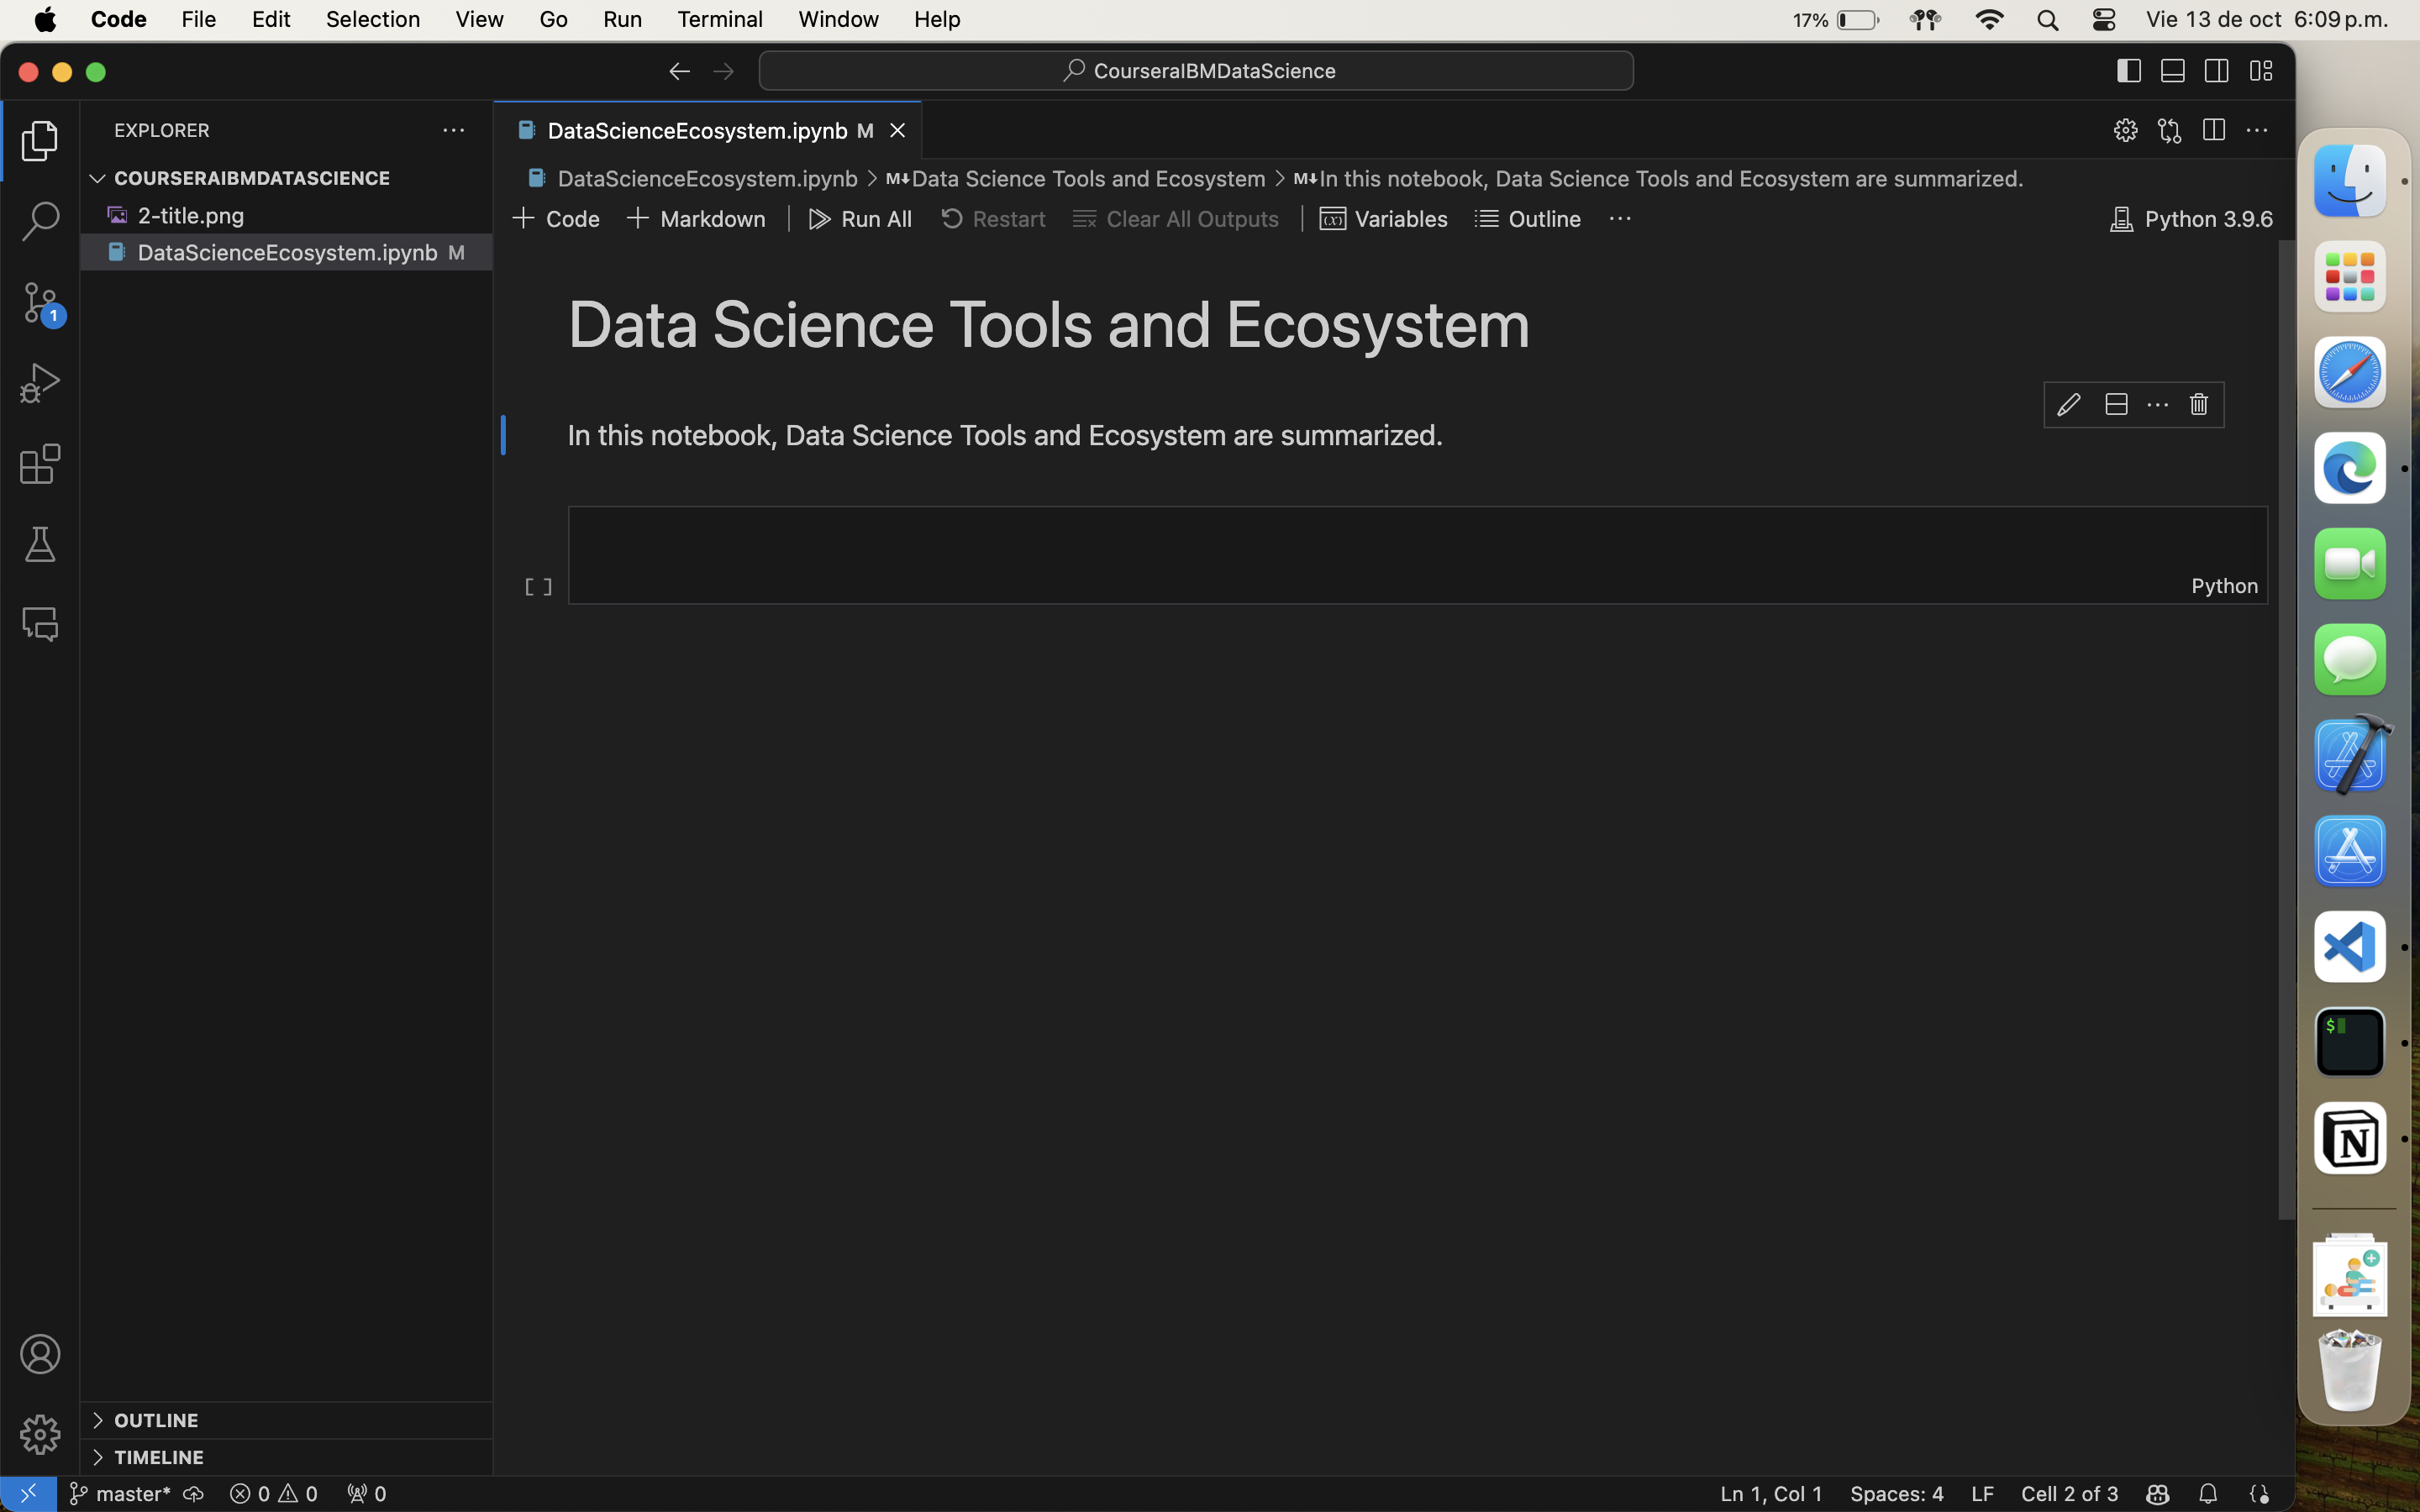 Code File Edit Selection View Go Run Terminal Window Help 17% Vie 13 de oct 6:09 p.m.
CourseraIBMDataScience
EXPLORER
COURSERAIBMDATASCIENCE
2-title.png
DataScienceEcosystem.ipynb M
DataScienceEcosystem.ipynb M
DataScienceEcosystem.ipynb > M↓Data Science Tools and Ecosystem > M↓In this notebook, Data Science Tools and Ecosystem are summarized.
+ Code + Markdown | Run All Restart Clear All Outputs | (x) Variables Outline ··· Python 3.9.6
Data Science Tools and Ecosystem
In this notebook, Data Science Tools and Ecosystem are summarized.
[ ]
Python
1
$
N
OUTLINE
TIMELINE
master* 0 0 0 Ln 1, Col 1 Spaces: 4 LF Cell 2 of 3